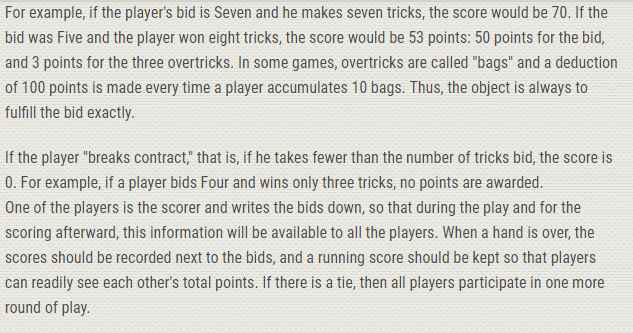 For example, if the player's bid is Seven and he makes seven tricks, the score would be 70. If the
bid was Five and the player won eight tricks, the score would be 53 points: 50 points for the bid,
and 3 points for the three overtricks. In some games, overtricks are called "bags" and a deduction
of 100 points is made every time a player accumulates 10 bags. Thus, the object is always to
fulfill the bid exactly.
If the player "breaks contract," that is, if he takes fewer than the number of tricks bid, the score is
0. For example, if a player bids Four and wins only three tricks, no points are awarded.
One of the players is the scorer and writes the bids down, so that during the play and for the
scoring afterward, this information will be available to all the players. When a hand is over, the
scores should be recorded next to the bids, and a running score should be kept so that players
can readily see each other's total points. If there is a tie, then all players participate in one more
round of play.